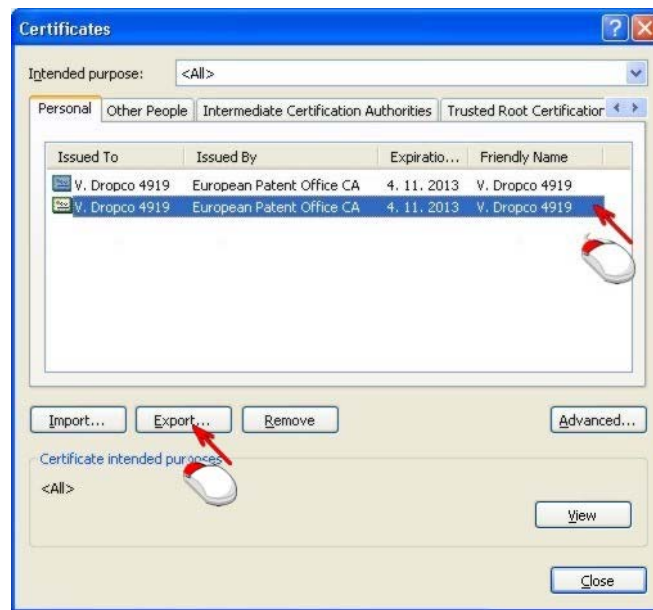 Certificates
Intended purpose: <All>
Personal Other People Intermediate Certification Authorities Trusted Root Certification
Issued To Issued By Expiratio... Friendly Name
V. Dropco 4919 European Patent Office CA 4. 11. 2013 V. Dropco 4919
V. Dropco 4919 European Patent Office CA 4. 11. 2013 V. Dropco 4919
Import... Export... Remove Advanced...
Certificate intended purposes
<All>
View
Close